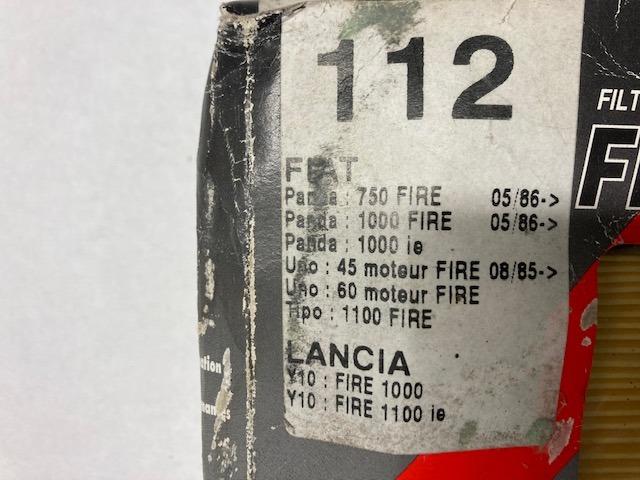 112
FIAT
Panda : 750 FIRE 05/86->
Panda : 1000 FIRE 05/86->
Panda : 1000 ie
Uno : 45 moteur FIRE 08/85->
Uno : 60 moteur FIRE
Tipo : 1100 FIRE
LANCIA
Y10 : FIRE 1000
Y10 : FIRE 1100 ie
FILT